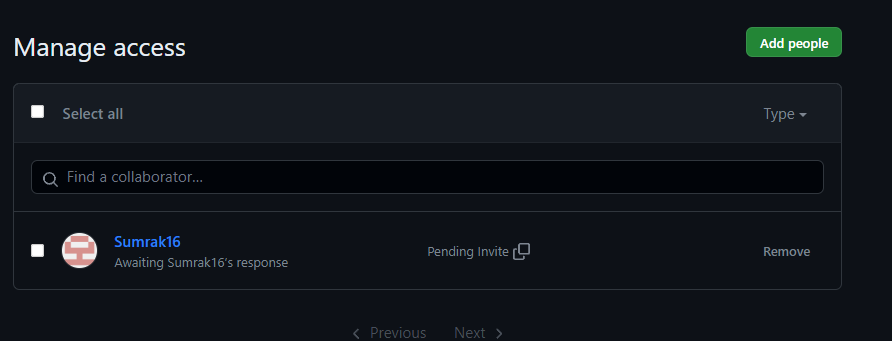 Manage access
Add people
Select all
Type
Find a collaborator...
Sumrak16
Awaiting Sumrak16's response
Pending Invite
Remove
Previous
Next